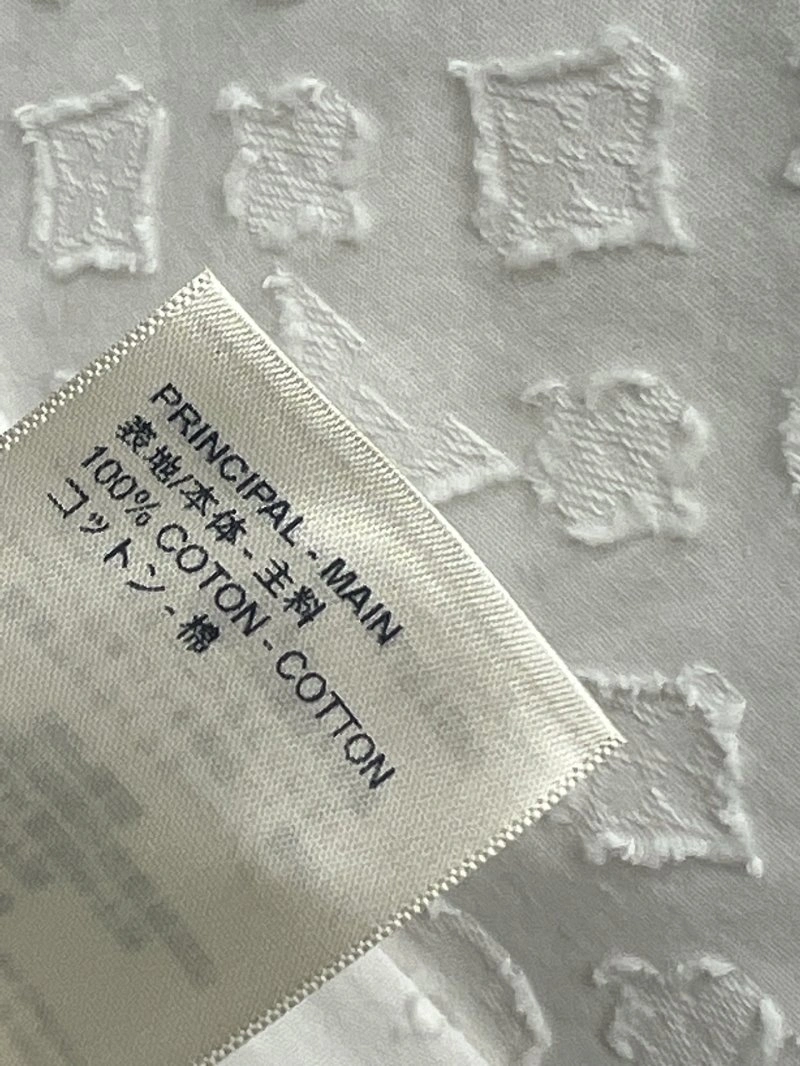 PRINCIPAL - MAIN
表地/本体 - 主料
100% COTON - COTTON
コットン - 棉